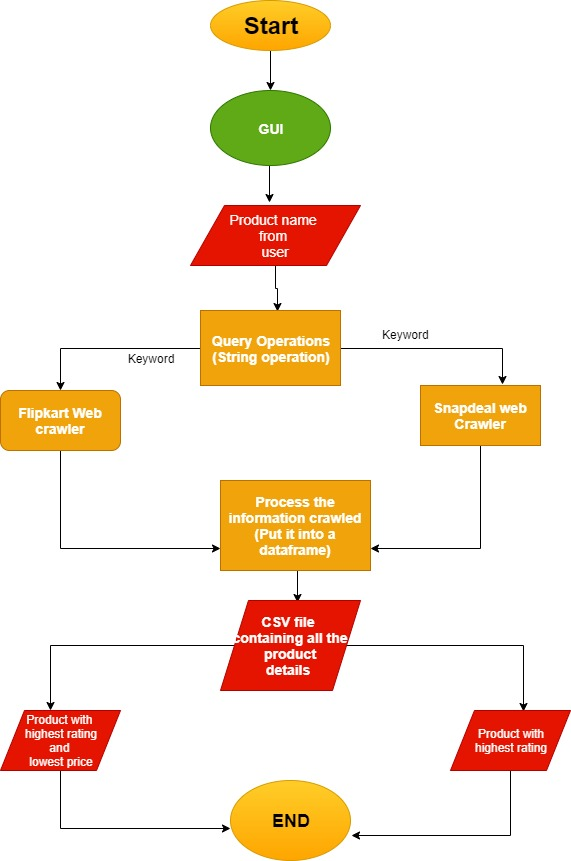 Start
GUI
Product name
from
user
Query Operations
(String operation)
Keyword
Keyword
Flipkart Web
crawler
Snapdeal web
Crawler
Process the
information crawled
(Put it into a
dataframe)
CSV file
containing all the
product
details
Product with
highest rating
and
lowest price
Product with
highest rating
END